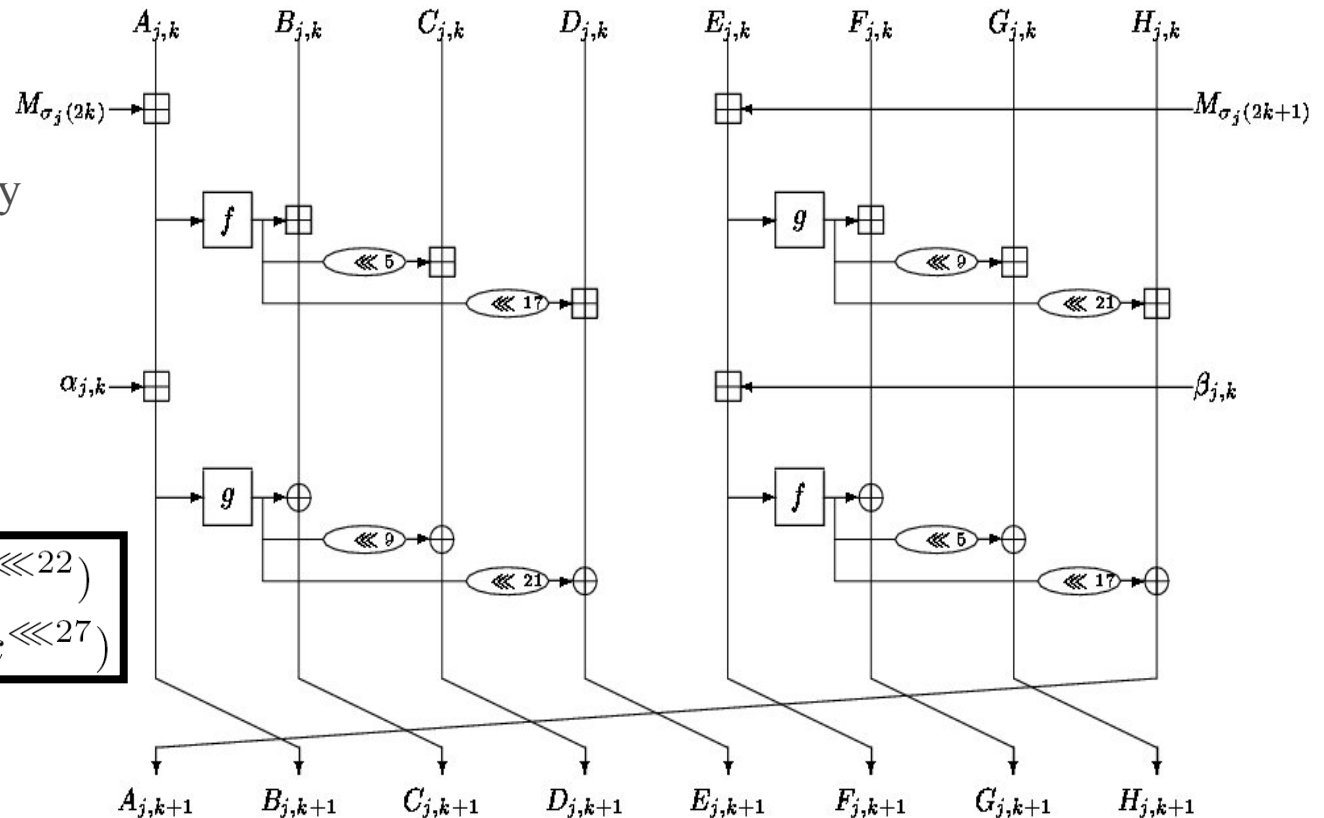 A_{j,k} B_{j,k} C_{j,k} D_{j,k} E_{j,k} F_{j,k} G_{j,k} H_{j,k}
M_{σ_j(2k)} M_{σ_j(2k+1)}
y
f g
⋘ 5 ⋘ 9
⋘ 17 ⋘ 21
α_{j,k} β_{j,k}
g f
⋘22)
⋘ 9 ⋘ 5
⋘ 21 ⋘ 17
⋘27)
A_{j,k+1} B_{j,k+1} C_{j,k+1} D_{j,k+1} E_{j,k+1} F_{j,k+1} G_{j,k+1} H_{j,k+1}